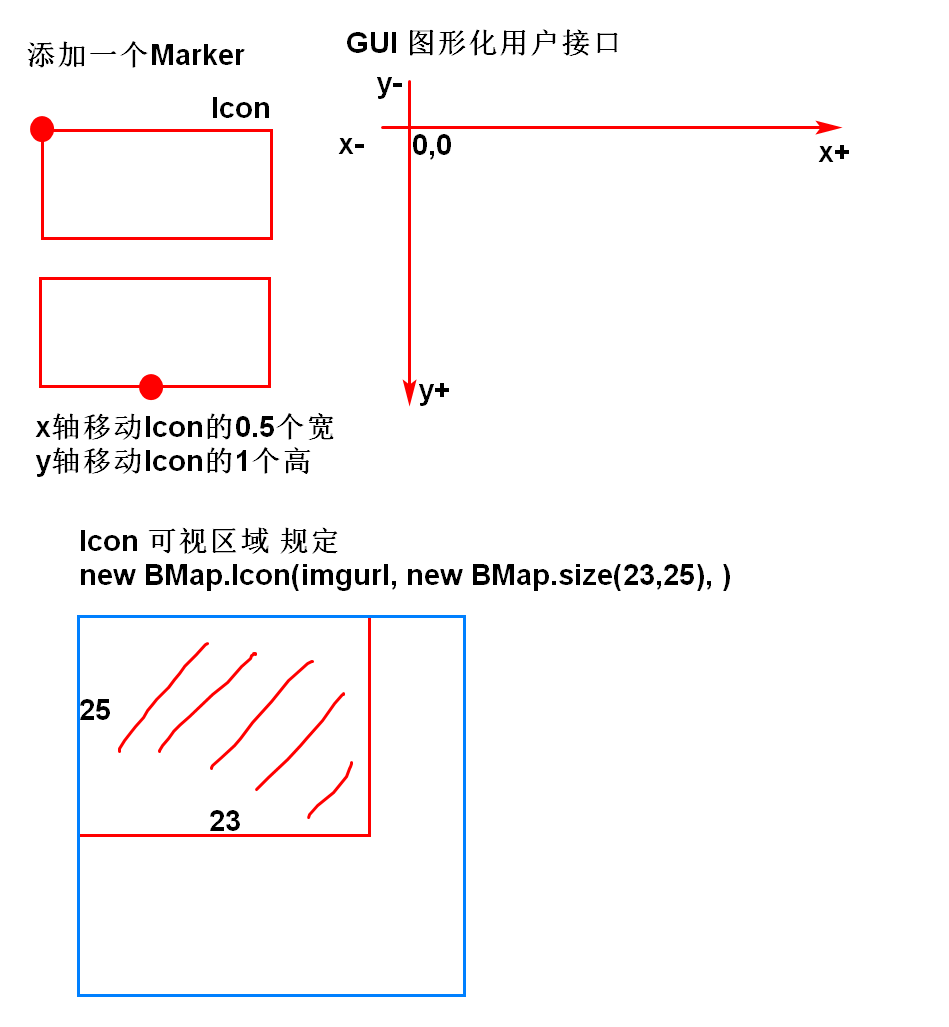 添加一个Marker
GUI 图形化用户接口
Icon
y-
x-
0,0
x+
y+
x轴移动Icon的0.5个宽
y轴移动Icon的1个高
Icon 可视区域 规定
new BMap.Icon(imgurl, new BMap.size(23,25), )
25
23